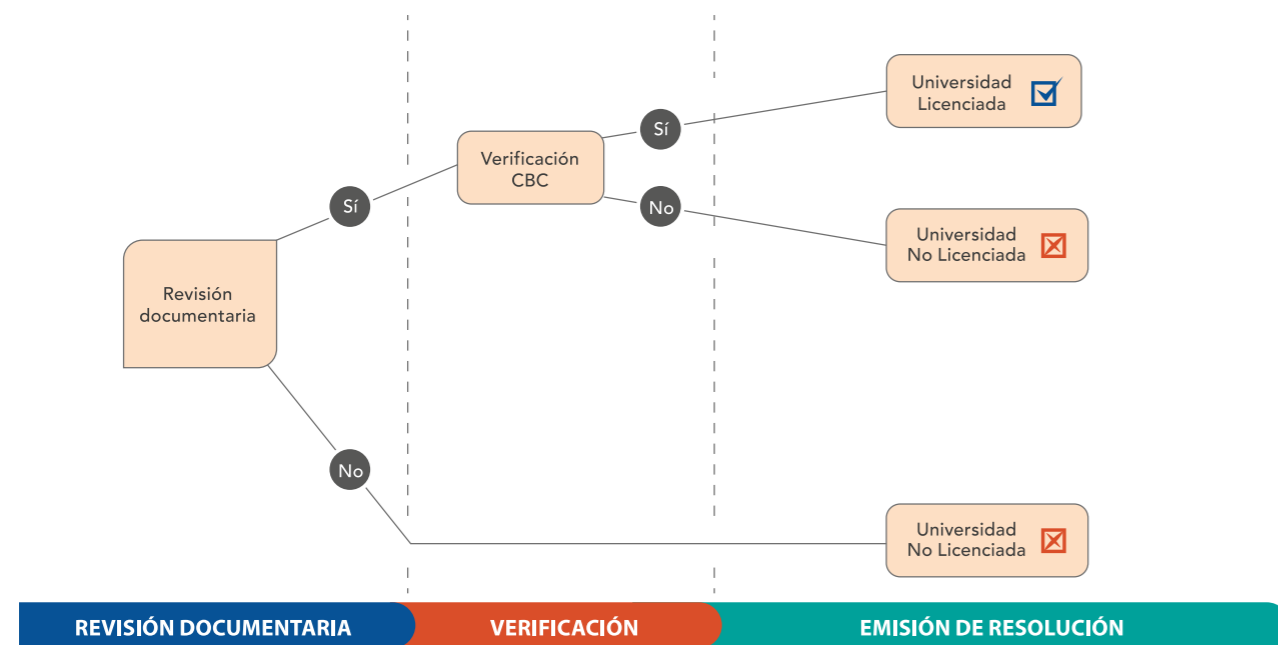 Universidad
Licenciada
Sí
Verificación
CBC
Sí
No
Universidad
No Licenciada
Revisión
documentaria
No
Universidad
No Licenciada
REVISIÓN DOCUMENTARIA
VERIFICACIÓN
EMISIÓN DE RESOLUCIÓN